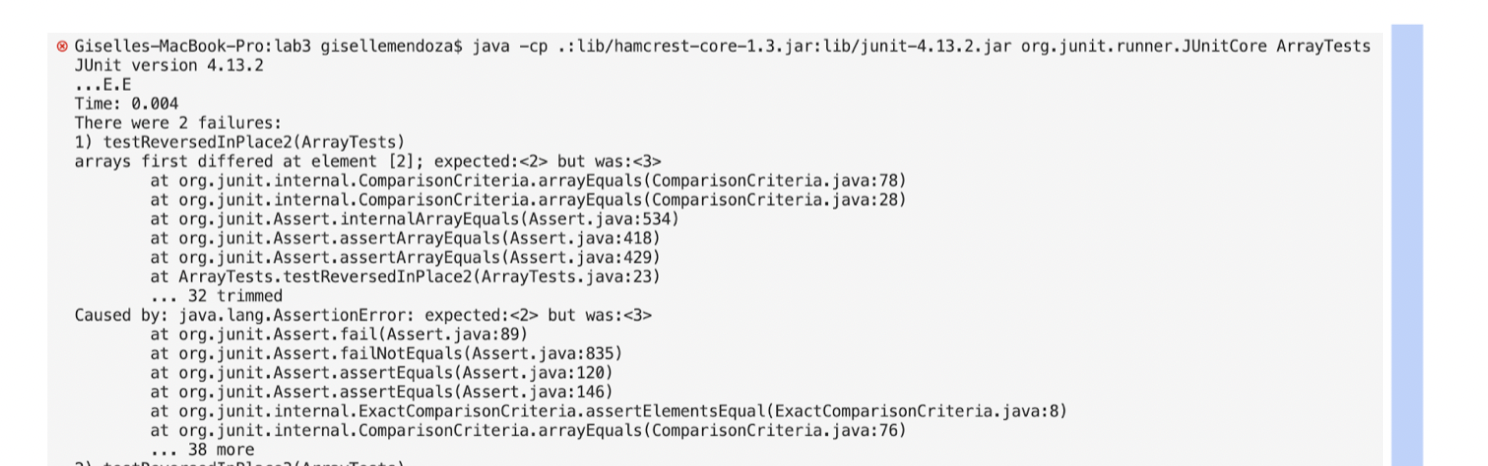 Giselles-MacBook-Pro:lab3 gisellemendoza$ java -cp .:lib/hamcrest-core-1.3.jar:lib/junit-4.13.2.jar org.junit.runner.JUnitCore ArrayTests
JUnit version 4.13.2
...E.E
Time: 0.004
There were 2 failures:
1) testReversedInPlace2(ArrayTests)
arrays first differed at element [2]; expected:<2> but was:<3>
at org.junit.internal.ComparisonCriteria.arrayEquals(ComparisonCriteria.java:78)
at org.junit.internal.ComparisonCriteria.arrayEquals(ComparisonCriteria.java:28)
at org.junit.Assert.internalArrayEquals(Assert.java:534)
at org.junit.Assert.assertArrayEquals(Assert.java:418)
at org.junit.Assert.assertArrayEquals(Assert.java:429)
at ArrayTests.testReversedInPlace2(ArrayTests.java:23)
... 32 trimmed
Caused by: java.lang.AssertionError: expected:<2> but was:<3>
at org.junit.Assert.fail(Assert.java:89)
at org.junit.Assert.failNotEquals(Assert.java:835)
at org.junit.Assert.assertEquals(Assert.java:120)
at org.junit.Assert.assertEquals(Assert.java:146)
at org.junit.internal.ExactComparisonCriteria.assertElementsEqual(ExactComparisonCriteria.java:8)
at org.junit.internal.ComparisonCriteria.arrayEquals(ComparisonCriteria.java:76)
... 38 more